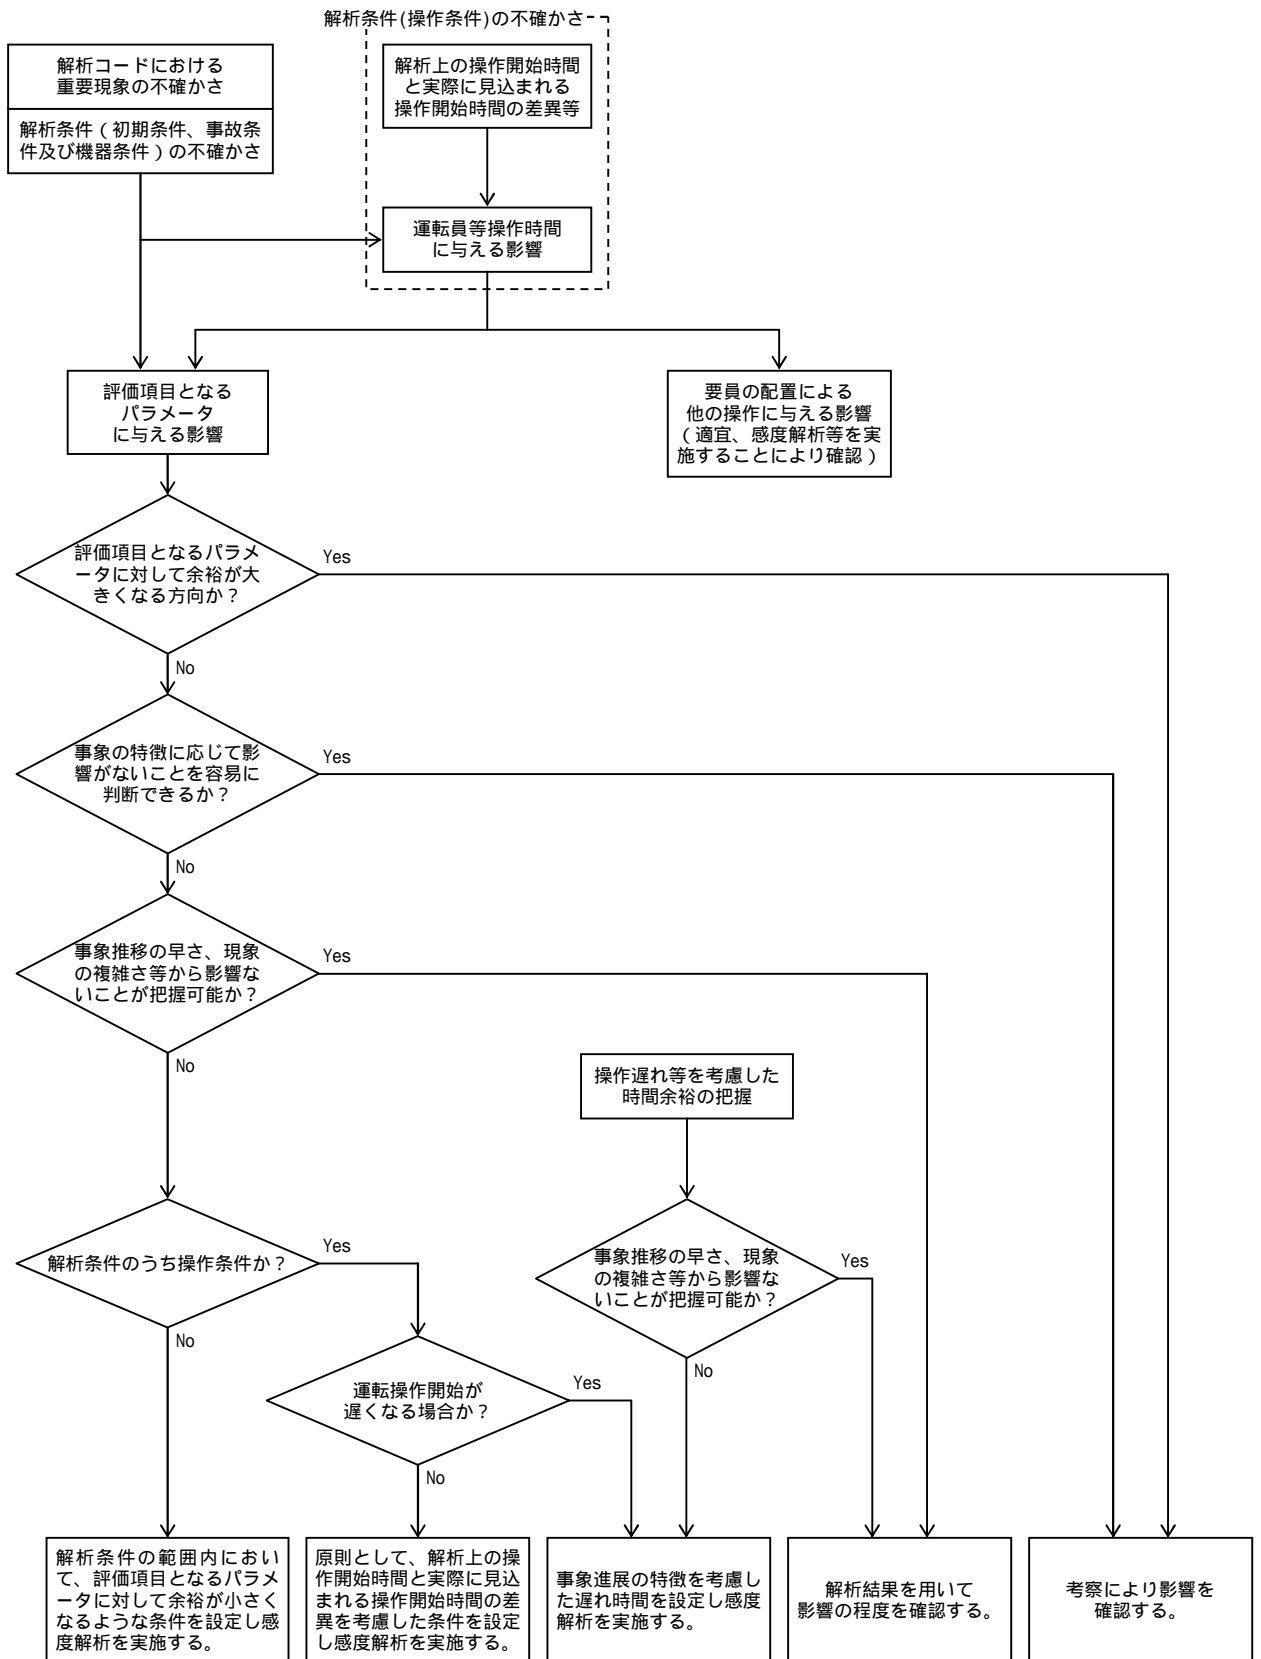 解析条件(操作条件)の不確かさ
解析コードにおける
重要現象の不確かさ
解析条件（初期条件、事故条
件及び機器条件）の不確かさ
解析上の操作開始時間
と実際に見込まれる
操作開始時間の差異等
運転員等操作時間
に与える影響
評価項目となる
パラメータ
に与える影響
要員の配置による
他の操作に与える影響
（適宜、感度解析等を実
施することにより確認）
評価項目となるパラメ
ータに対して余裕が大
きくなる方向か？
Yes
No
事象の特徴に応じて影
響がないことを容易に
判断できるか？
Yes
No
事象推移の早さ、現象
の複雑さ等から影響な
いことが把握可能か？
Yes
No
操作遅れ等を考慮した
時間余裕の把握
解析条件のうち操作条件か？
Yes
No
事象推移の早さ、現象
の複雑さ等から影響な
いことが把握可能か？
Yes
No
運転操作開始が
遅くなる場合か？
Yes
No
解析条件の範囲内におい
て、評価項目となるパラメ
ータに対して余裕が小さく
なるような条件を設定し感
度解析を実施する。
原則として、解析上の操
作開始時間と実際に見込
まれる操作開始時間の差
異を考慮した条件を設定
し感度解析を実施する。
事象進展の特徴を考慮し
た遅れ時間を設定し感度
解析を実施する。
解析結果を用いて
影響の程度を確認する。
考察により影響を
確認する。